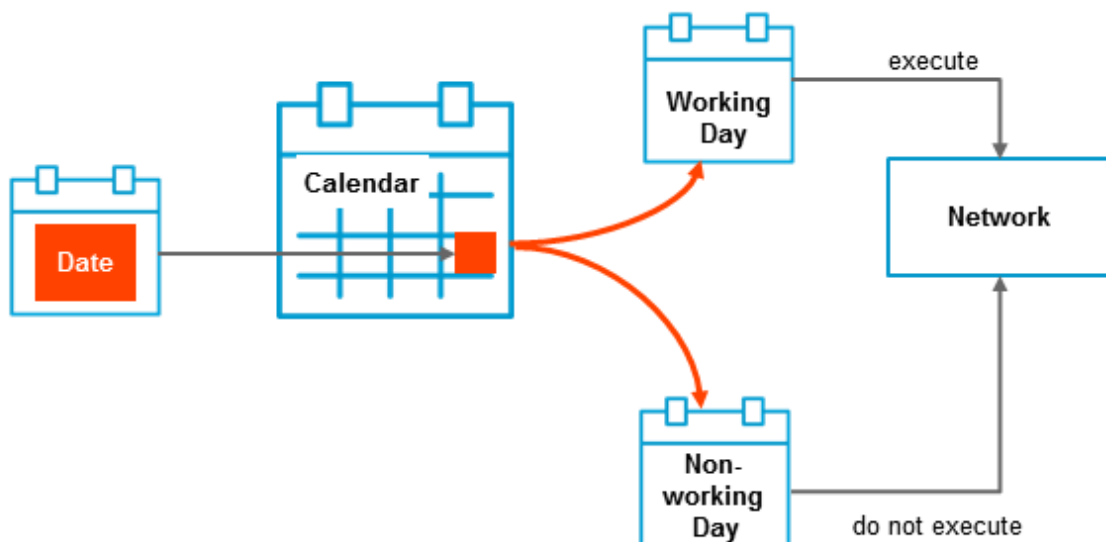 Date
Calendar
Working
Day
execute
Network
Non-
working
Day
do not execute